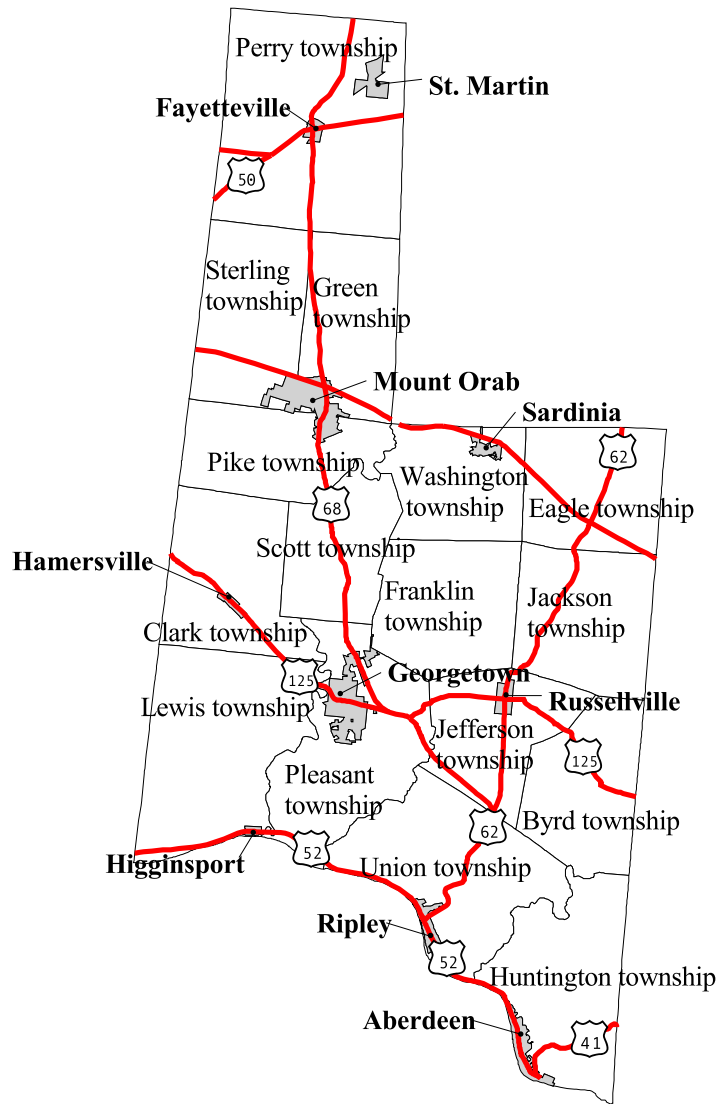 Perry township
St. Martin
Fayetteville
50
Sterling
township
Green
township
Mount Orab
Sardinia
62
Pike township
Washington
township
68
Eagle township
Scott township
Hamersville
Franklin
township
Jackson
township
Clark township
125
Georgetown
Lewis township
Russellville
Jefferson
township
125
Pleasant
township
Byrd township
62
52
Higginsport
Union township
Ripley
52
Huntington township
Aberdeen
41